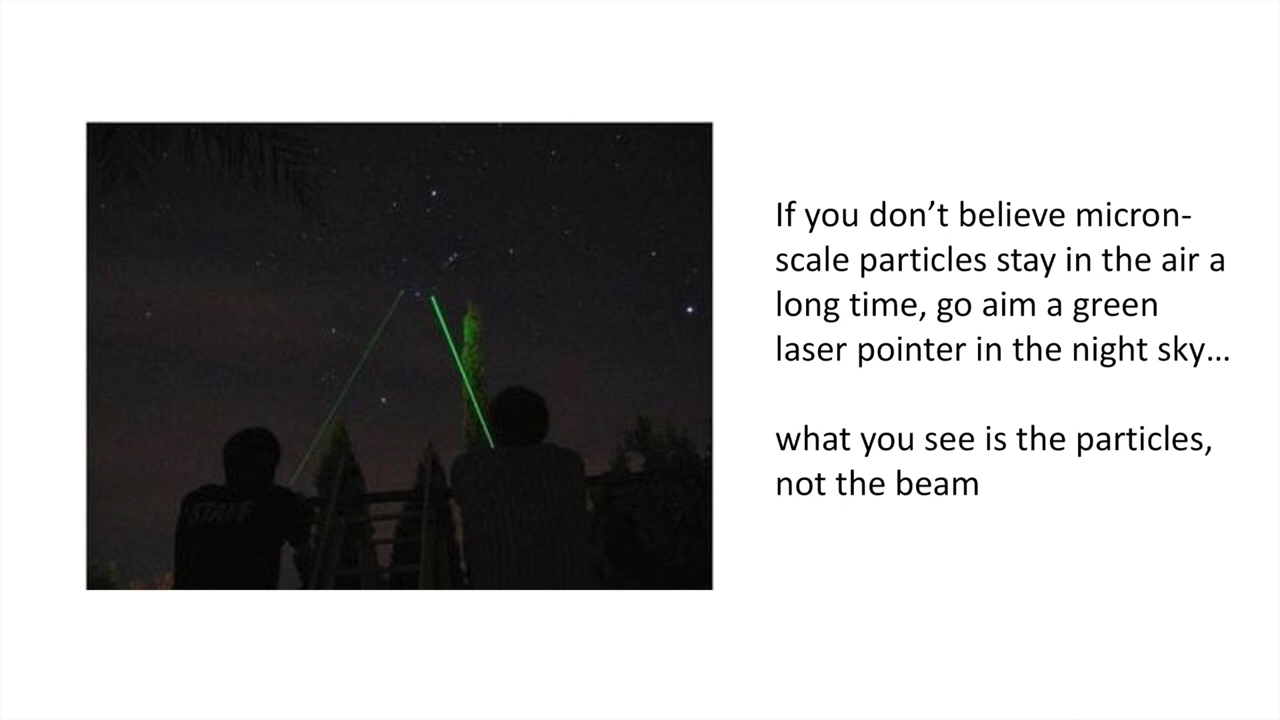 If you don’t believe micron-
scale particles stay in the air a
long time, go aim a green
laser pointer in the night sky…
what you see is the particles,
not the beam
STAFF